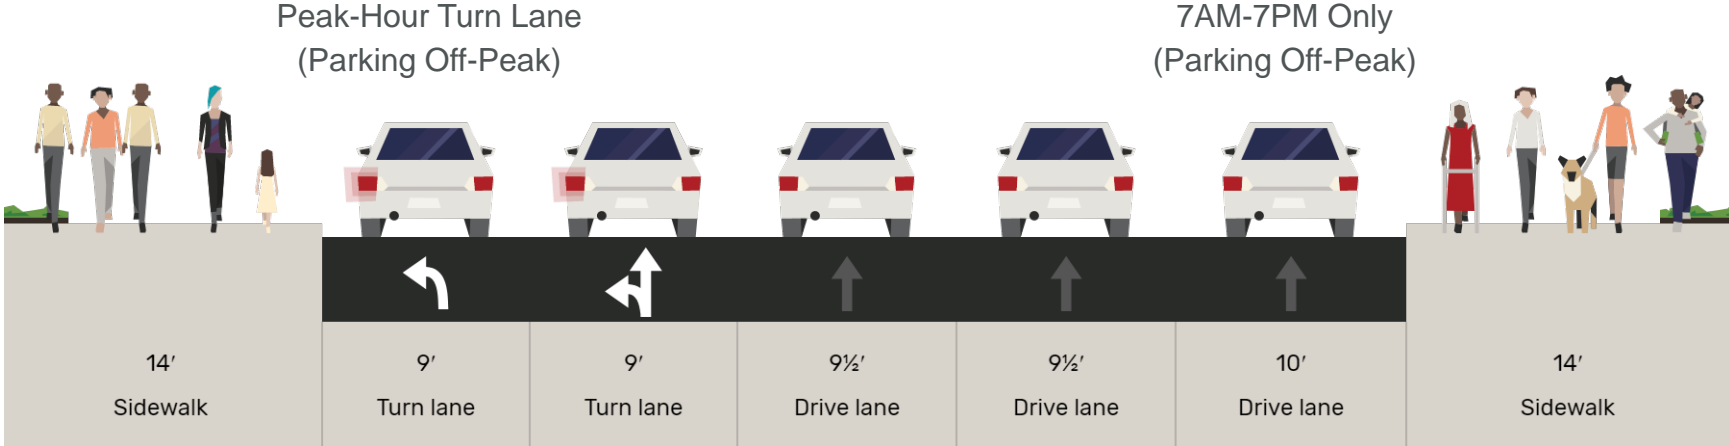 Peak-Hour Turn Lane
(Parking Off-Peak)
7AM-7PM Only
(Parking Off-Peak)
14′
Sidewalk
9′
Turn lane
9′
Turn lane
9½′
Drive lane
9½′
Drive lane
10′
Drive lane
14′
Sidewalk